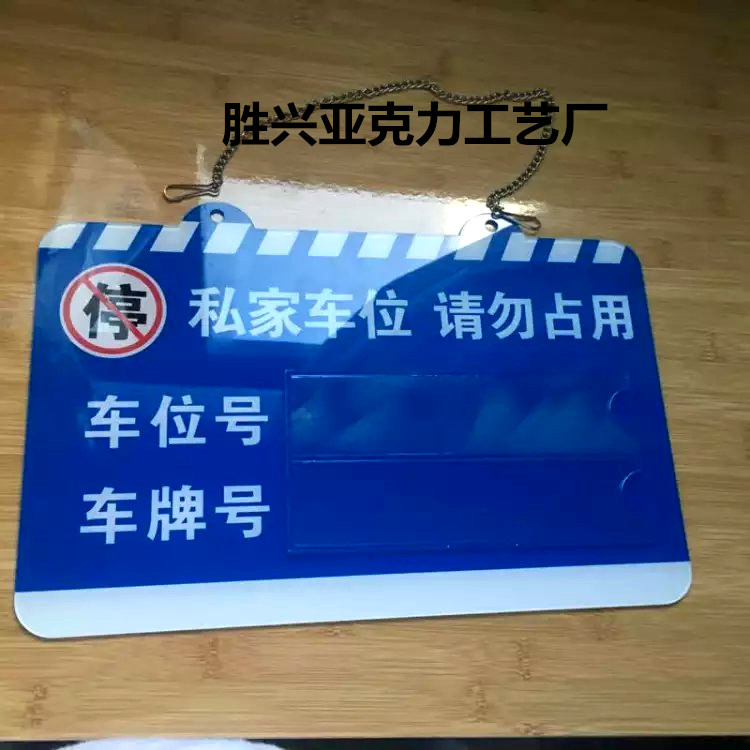 胜兴亚克力工艺厂
停 私家车位 请勿占用
车位号
车牌号